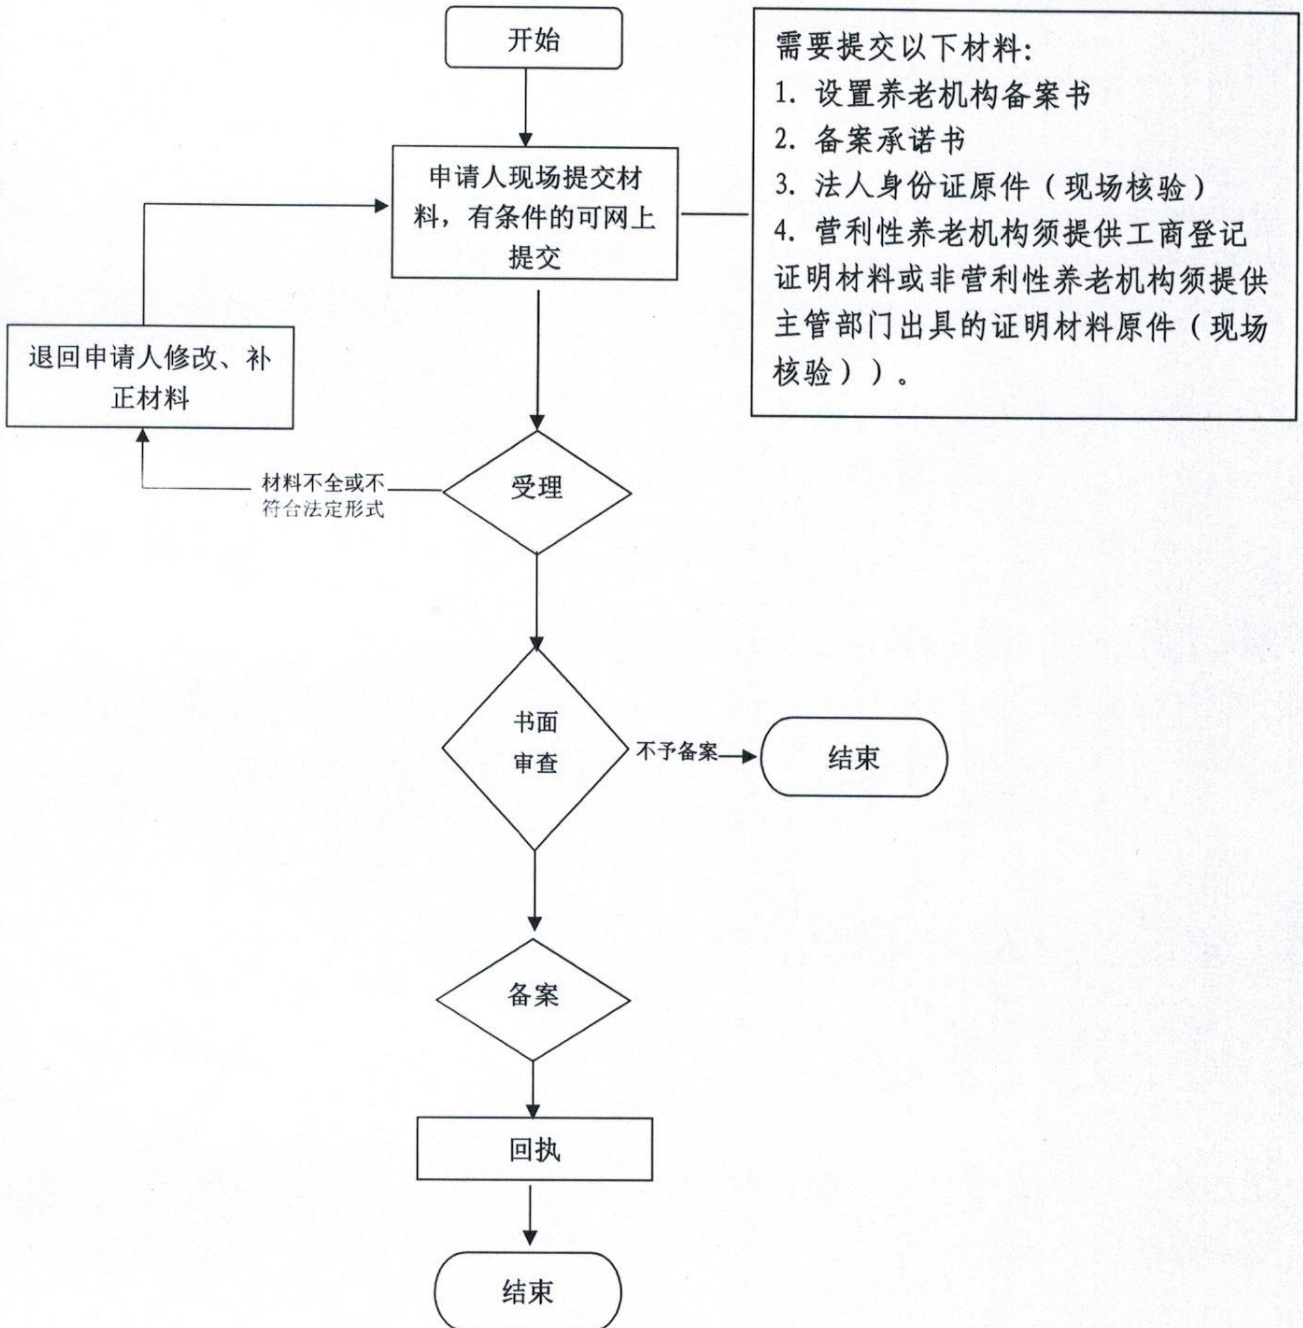 开始
申请人现场提交材
料，有条件的可网上
提交
需要提交以下材料:
1. 设置养老机构备案书
2. 备案承诺书
3. 法人身份证原件（现场核验）
4. 营利性养老机构须提供工商登记
证明材料或非营利性养老机构须提供
主管部门出具的证明材料原件（现场
核验））。
退回申请人修改、补
正材料
材料不全或不
符合法定形式
受理
书面
审查
不予备案
结束
备案
回执
结束